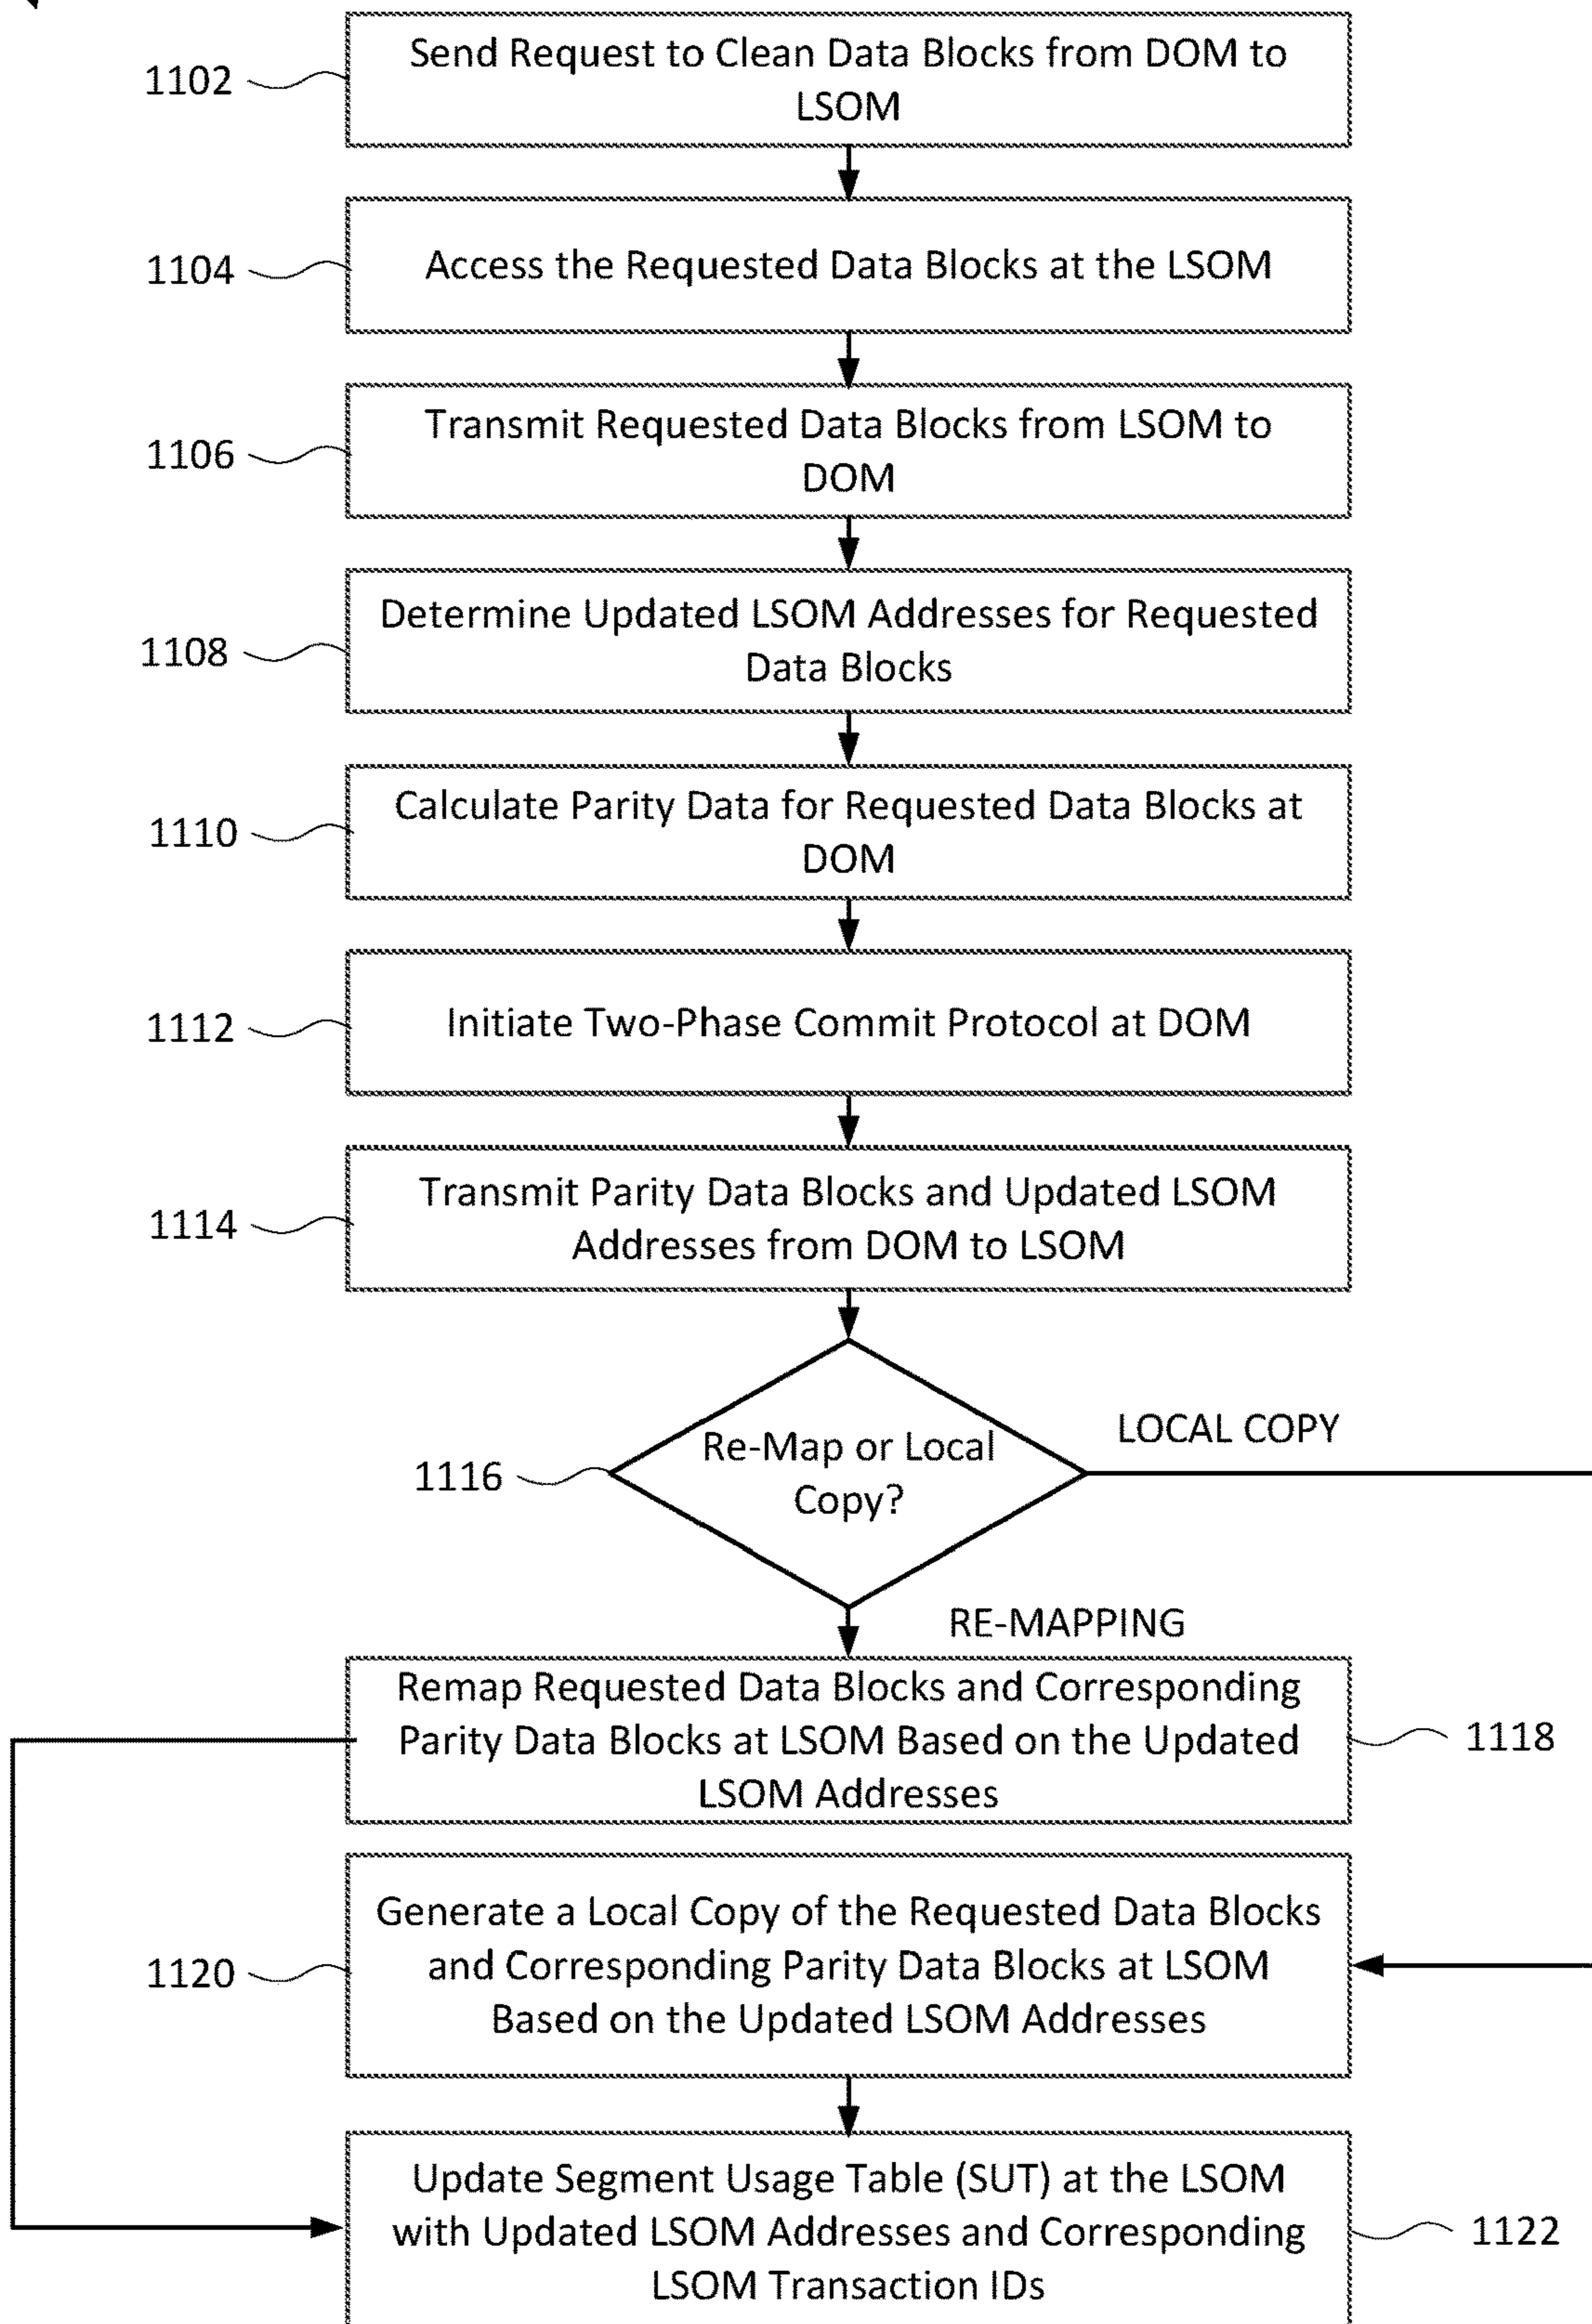 1102
Send Request to Clean Data Blocks from DOM to
LSOM
1104
Access the Requested Data Blocks at the LSOM
1106
Transmit Requested Data Blocks from LSOM to
DOM
1108
Determine Updated LSOM Addresses for Requested
Data Blocks
1110
Calculate Parity Data for Requested Data Blocks at
DOM
1112
Initiate Two-Phase Commit Protocol at DOM
1114
Transmit Parity Data Blocks and Updated LSOM
Addresses from DOM to LSOM
1116
Re-Map or Local
Copy?
LOCAL COPY
RE-MAPPING
Remap Requested Data Blocks and Corresponding
Parity Data Blocks at LSOM Based on the Updated
LSOM Addresses
1118
1120
Generate a Local Copy of the Requested Data Blocks
and Corresponding Parity Data Blocks at LSOM
Based on the Updated LSOM Addresses
Update Segment Usage Table (SUT) at the LSOM
with Updated LSOM Addresses and Corresponding
LSOM Transaction IDs
1122